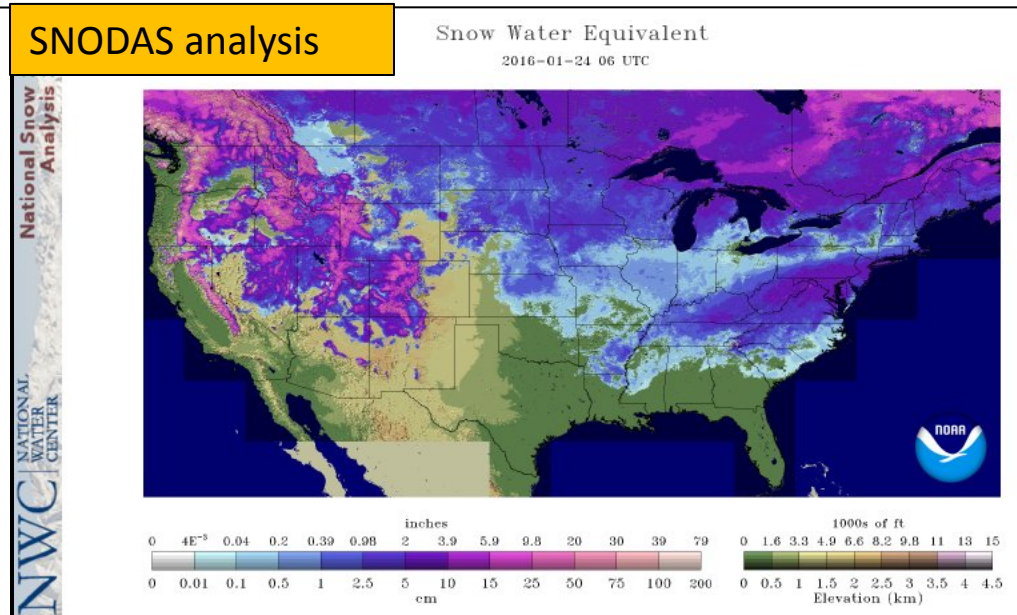 SNODAS analysis
Snow Water Equivalent
2016-01-24 06 UTC
National Snow
Analysis
NWC
NATIONAL
WATER
CENTER
NOAA
inches
0 4E⁻³ 0.04 0.2 0.39 0.98 2 3.9 5.9 9.8 20 30 39 79
0 0.01 0.1 0.5 1 2.5 5 10 15 25 50 75 100 200
cm
1000s of ft
0 1.6 3.3 4.9 6.6 8.2 9.8 11 13 15
0 0.5 1 1.5 2 2.5 3 3.5 4 4.5
Elevation (km)